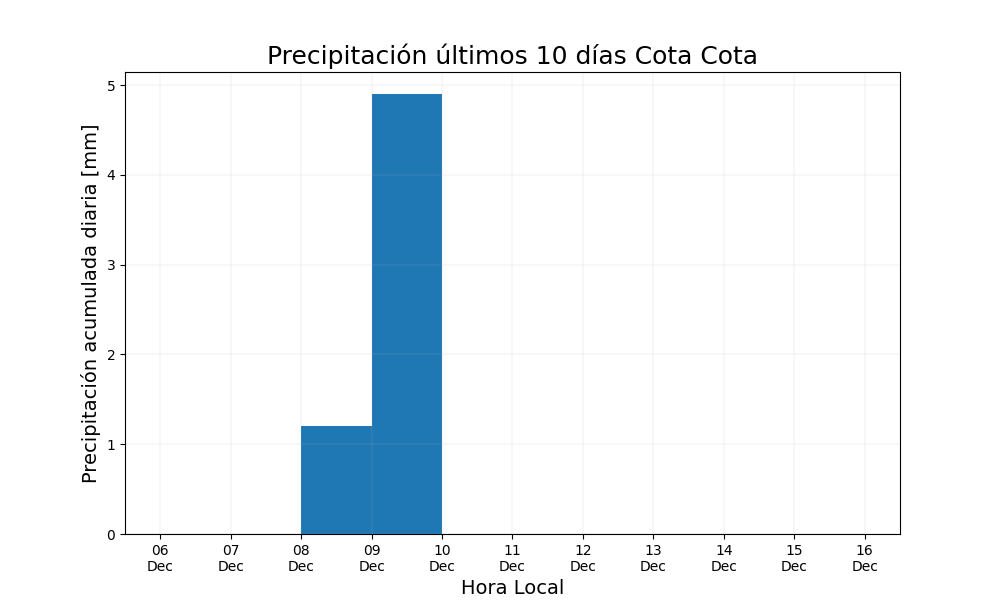 Precipitación últimos 10 días Cota Cota
Precipitación acumulada diaria [mm]
5
4
3
2
1
0
06 07 08 09 10 11 12 13 14 15 16
Dec Dec Dec Dec Dec Dec Dec Dec Dec Dec Dec
Hora Local